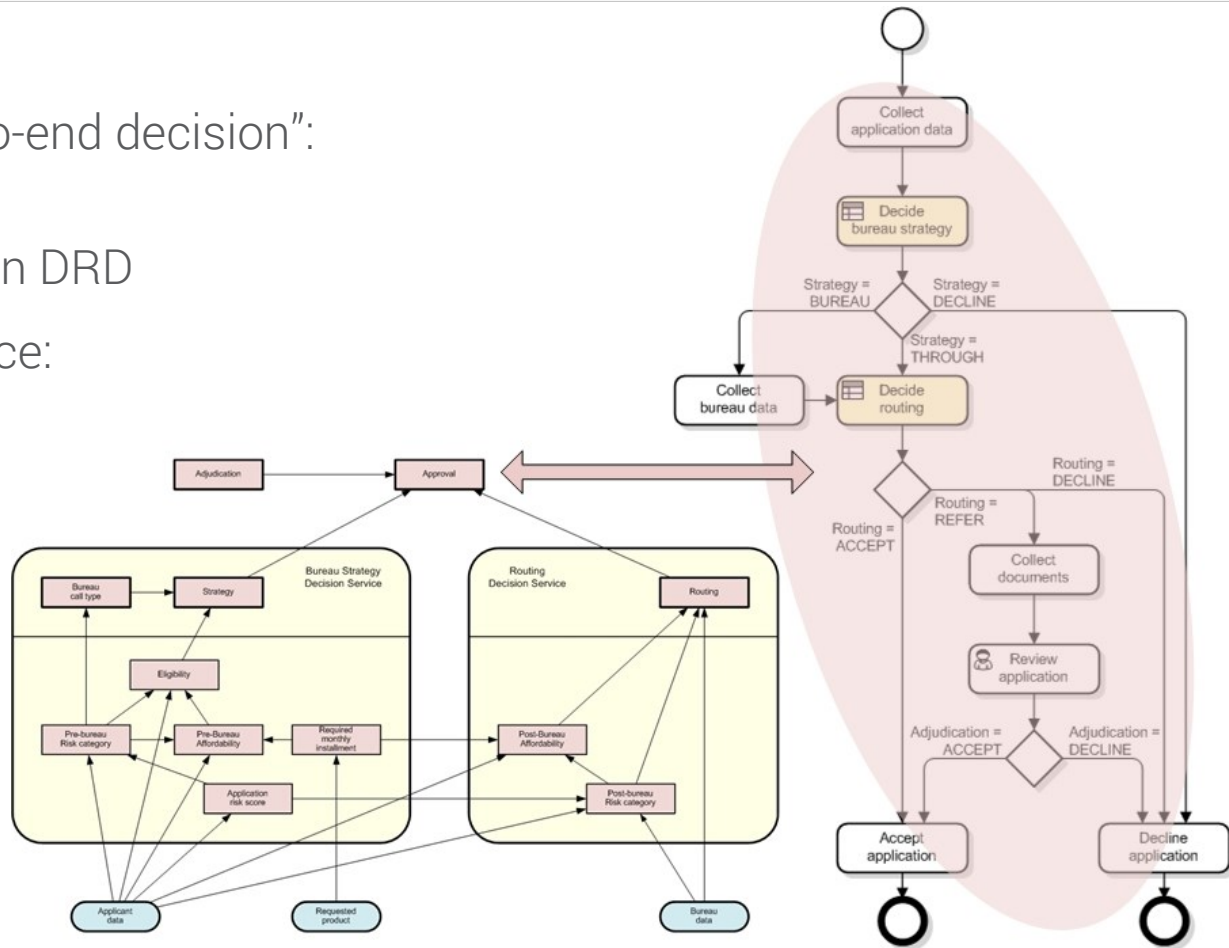 o-end decision”:
n DRD
ce:
Adjudication
Approval
Bureau Strategy
Decision Service
Bureau
call type
Strategy
Eligibility
Pre-bureau
Risk category
Pre-Bureau
Affordability
Required
monthly
installment
Application
risk score
Routing
Decision Service
Routing
Post-Bureau
Affordability
Post-bureau
Risk category
Applicant
data
Requested
product
Bureau
data
Collect
application data
Decide
bureau strategy
Strategy =
BUREAU
Strategy =
DECLINE
Strategy =
THROUGH
Collect
bureau data
Decide
routing
Routing =
DECLINE
Routing =
REFER
Routing =
ACCEPT
Collect
documents
Review
application
Adjudication =
ACCEPT
Adjudication =
DECLINE
Accept
application
Decline
application